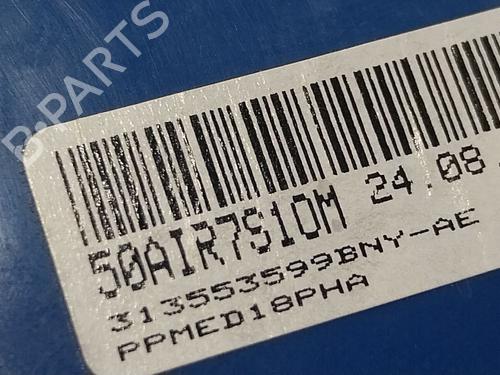 B-PARTS
50AIR7S10M 24.08.
313553599BNY-AE
PPMED18PHA